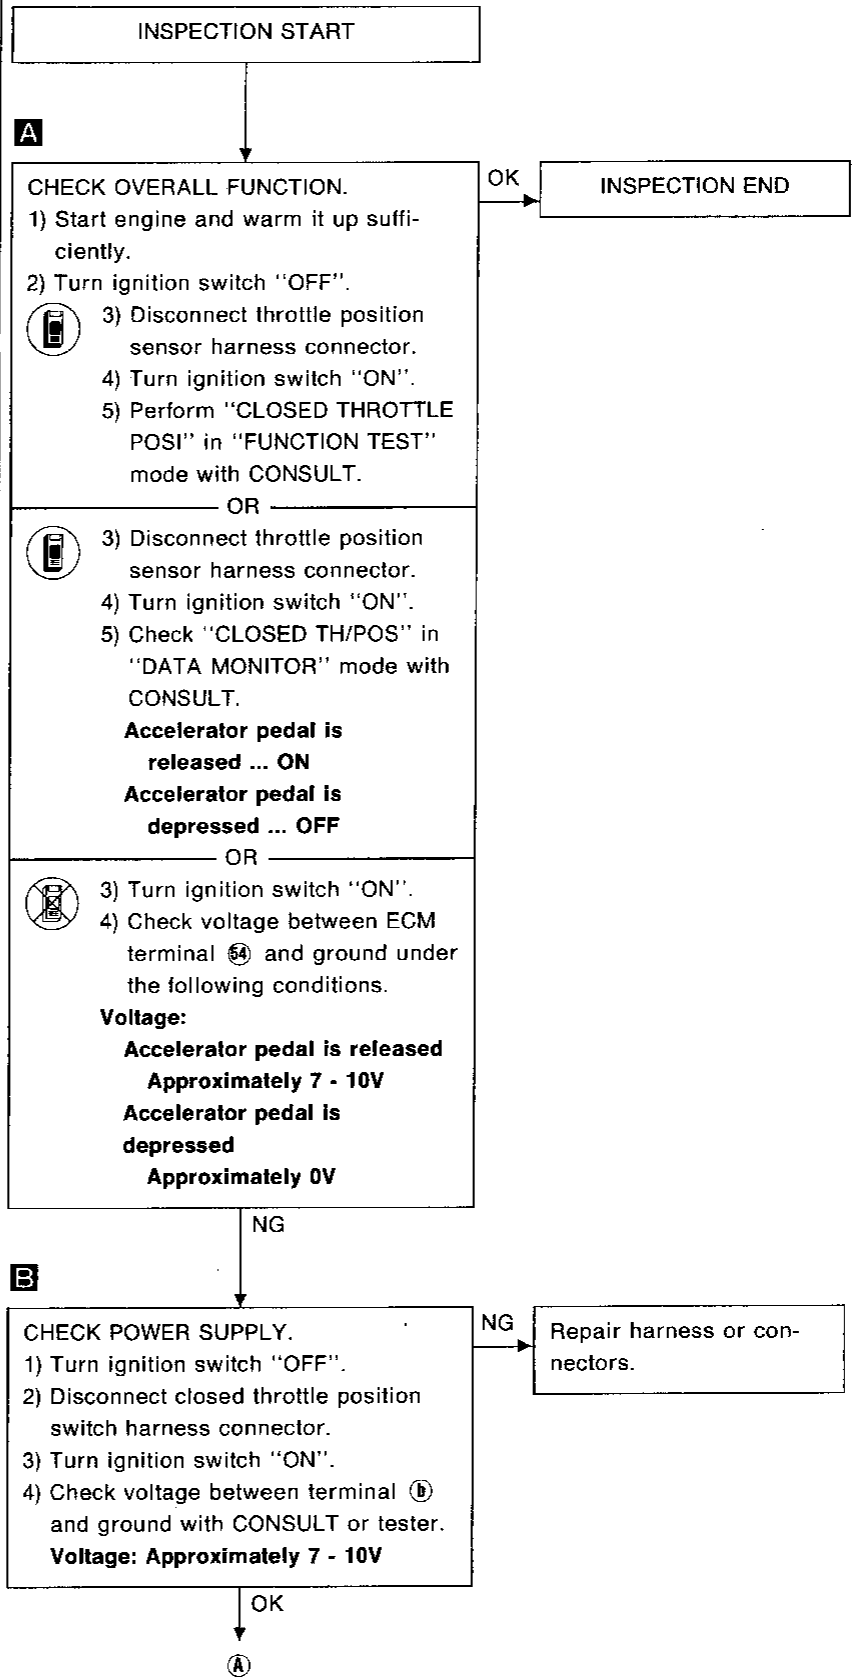 INSPECTION START
A
CHECK OVERALL FUNCTION.
1) Start engine and warm it up suffi-
ciently.
2) Turn ignition switch "OFF".
3) Disconnect throttle position
sensor harness connector.
4) Turn ignition switch "ON".
5) Perform "CLOSED THROTTLE
POSI" in "FUNCTION TEST"
mode with CONSULT.
OK
INSPECTION END
OR
3) Disconnect throttle position
sensor harness connector.
4) Turn ignition switch "ON".
5) Check "CLOSED TH/POS" in
"DATA MONITOR" mode with
CONSULT.
Accelerator pedal is
released ... ON
Accelerator pedal is
depressed ... OFF
OR
3) Turn ignition switch "ON".
4) Check voltage between ECM
terminal 54 and ground under
the following conditions.
Voltage:
Accelerator pedal is released
Approximately 7 - 10V
Accelerator pedal is
depressed
Approximately 0V
NG
B
CHECK POWER SUPPLY.
1) Turn ignition switch "OFF".
2) Disconnect closed throttle position
switch harness connector.
3) Turn ignition switch "ON".
4) Check voltage between terminal ⓑ
and ground with CONSULT or tester.
Voltage: Approximately 7 - 10V
NG
Repair harness or con-
nectors.
OK
Ⓐ